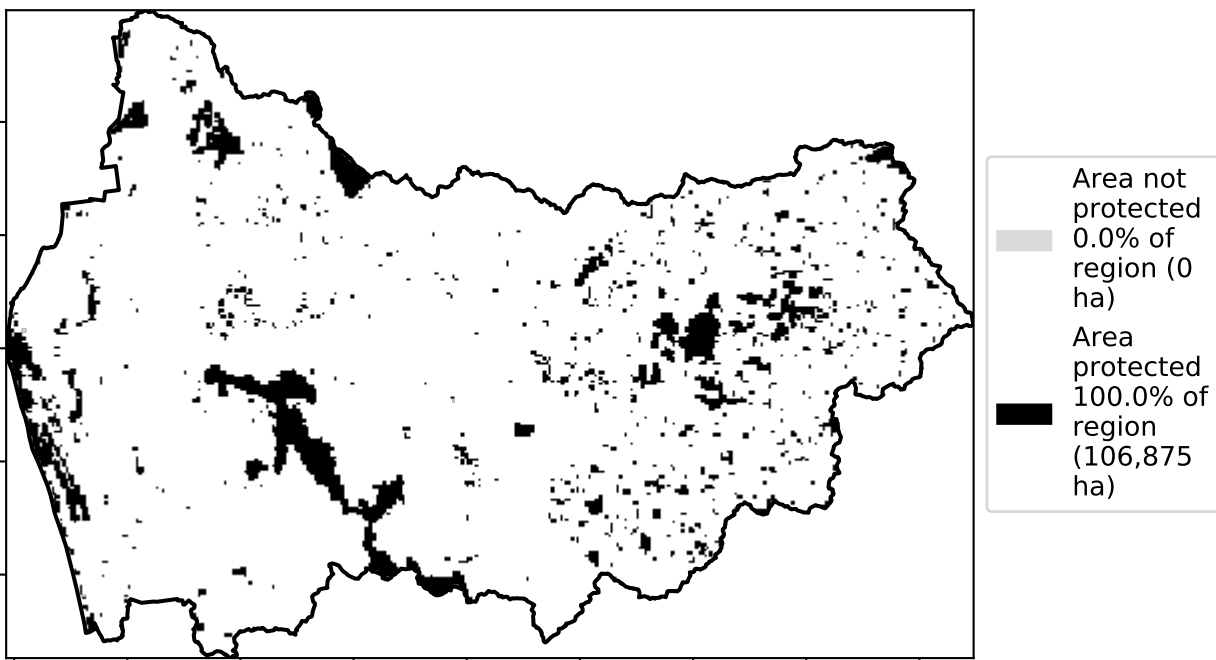 Area not
protected
0.0% of
region (0
ha)
Area
protected
100.0% of
region
(106,875
ha)